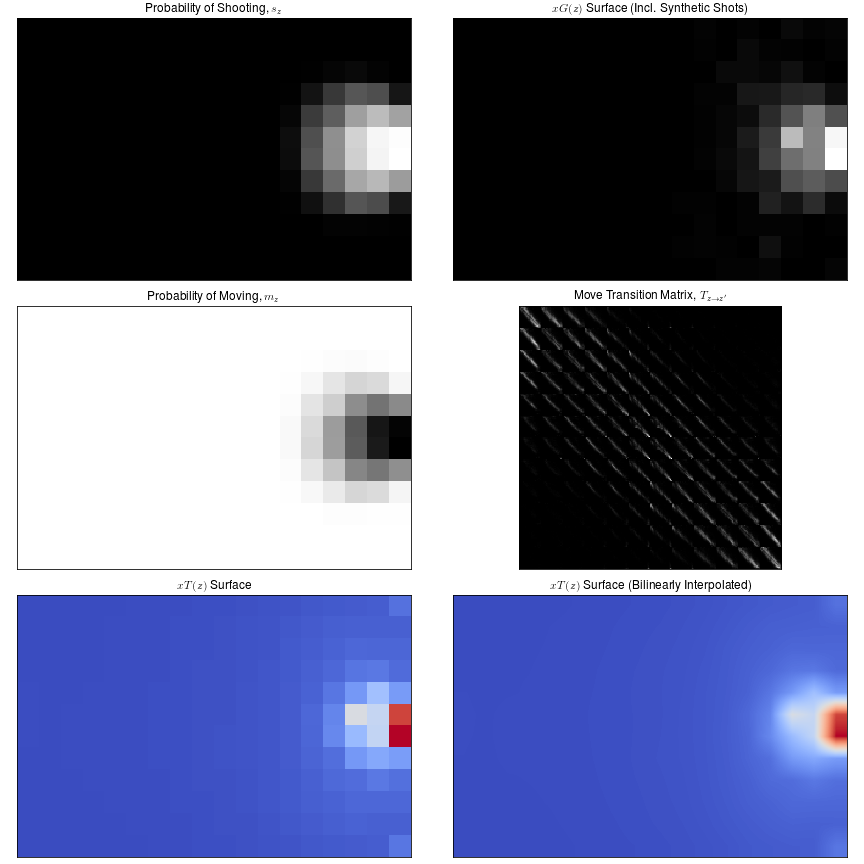 Probability of Shooting, s_z
xG(z) Surface (Incl. Synthetic Shots)
Probability of Moving, m_z
Move Transition Matrix, T_{z→z′}
xT(z) Surface
xT(z) Surface (Bilinearly Interpolated)